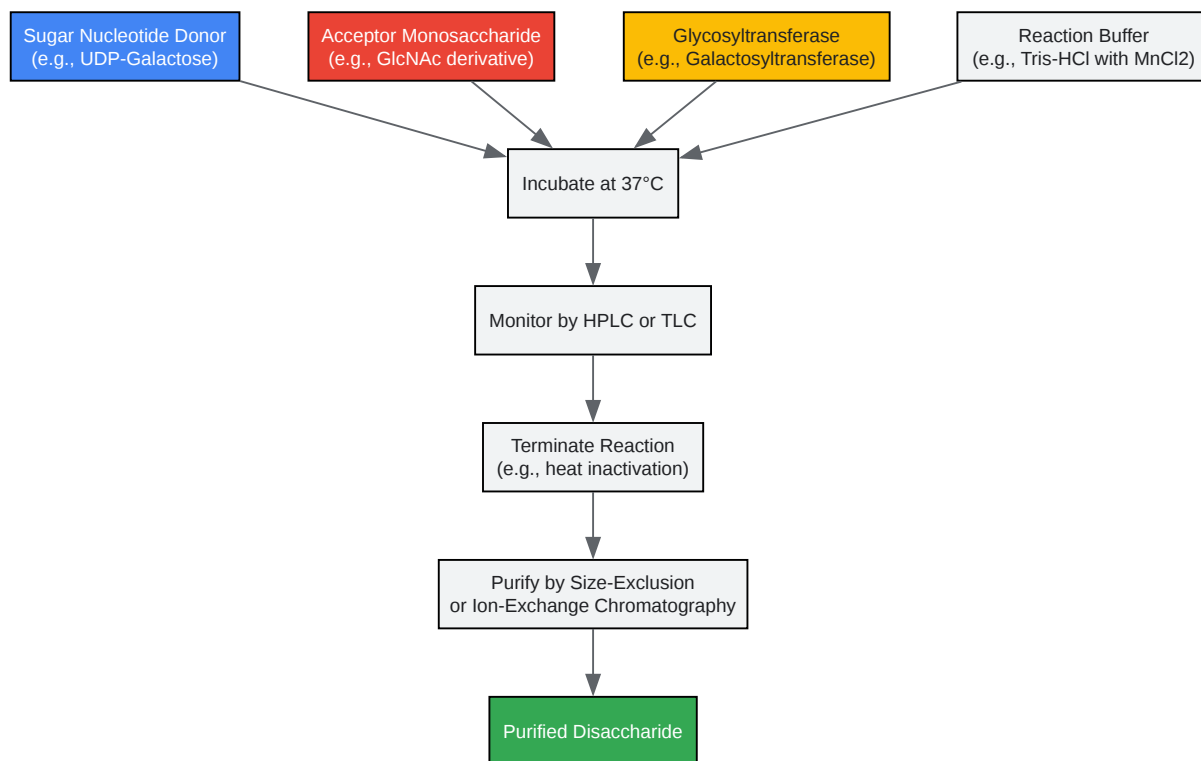 Sugar Nucleotide Donor
(e.g., UDP-Galactose)
Acceptor Monosaccharide
(e.g., GlcNAc derivative)
Glycosyltransferase
(e.g., Galactosyltransferase)
Reaction Buffer
(e.g., Tris-HCl with MnCl2)
Incubate at 37°C
Monitor by HPLC or TLC
Terminate Reaction
(e.g., heat inactivation)
Purify by Size-Exclusion
or Ion-Exchange Chromatography
Purified Disaccharide